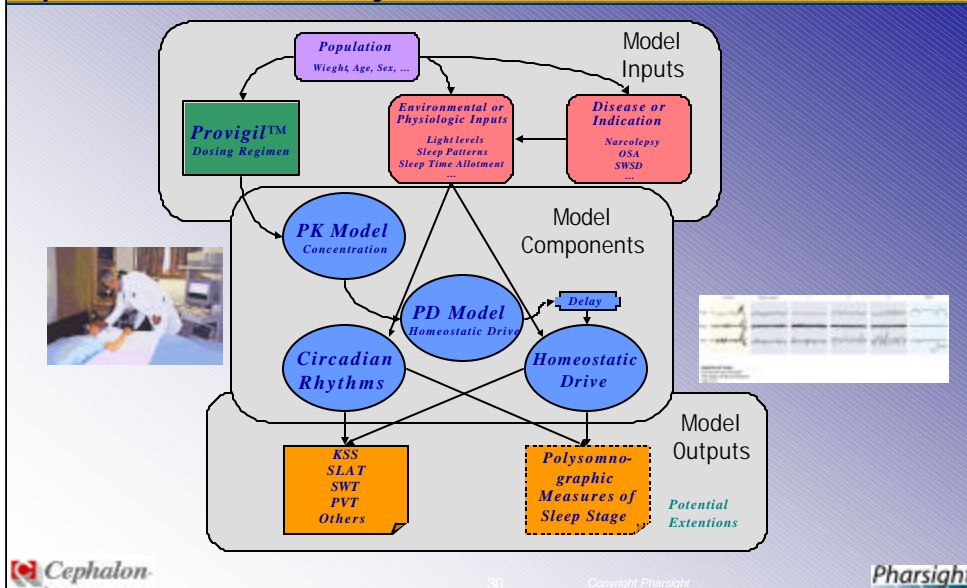 Model
Inputs
Population
Wieght, Age, Sex, ...
Provigil™
Dosing Regimen
Environmental or
Physiologic Inputs
Light levels
Sleep Patterns
Sleep Time Allotment
...
Disease or
Indication
Narcolepsy
OSA
SWSD
...
Model
Components
PK Model
Concentration
PD Model
Homeostatic Drive
Delay
Circadian
Rhythms
Homeostatic
Drive
Model
Outputs
KSS
SLAT
SWT
PVT
Others
Polysomno-
graphic
Measures of
Sleep Stage
Potential
Extentions
Cephalon
30
Copyright Pharsight
Pharsight